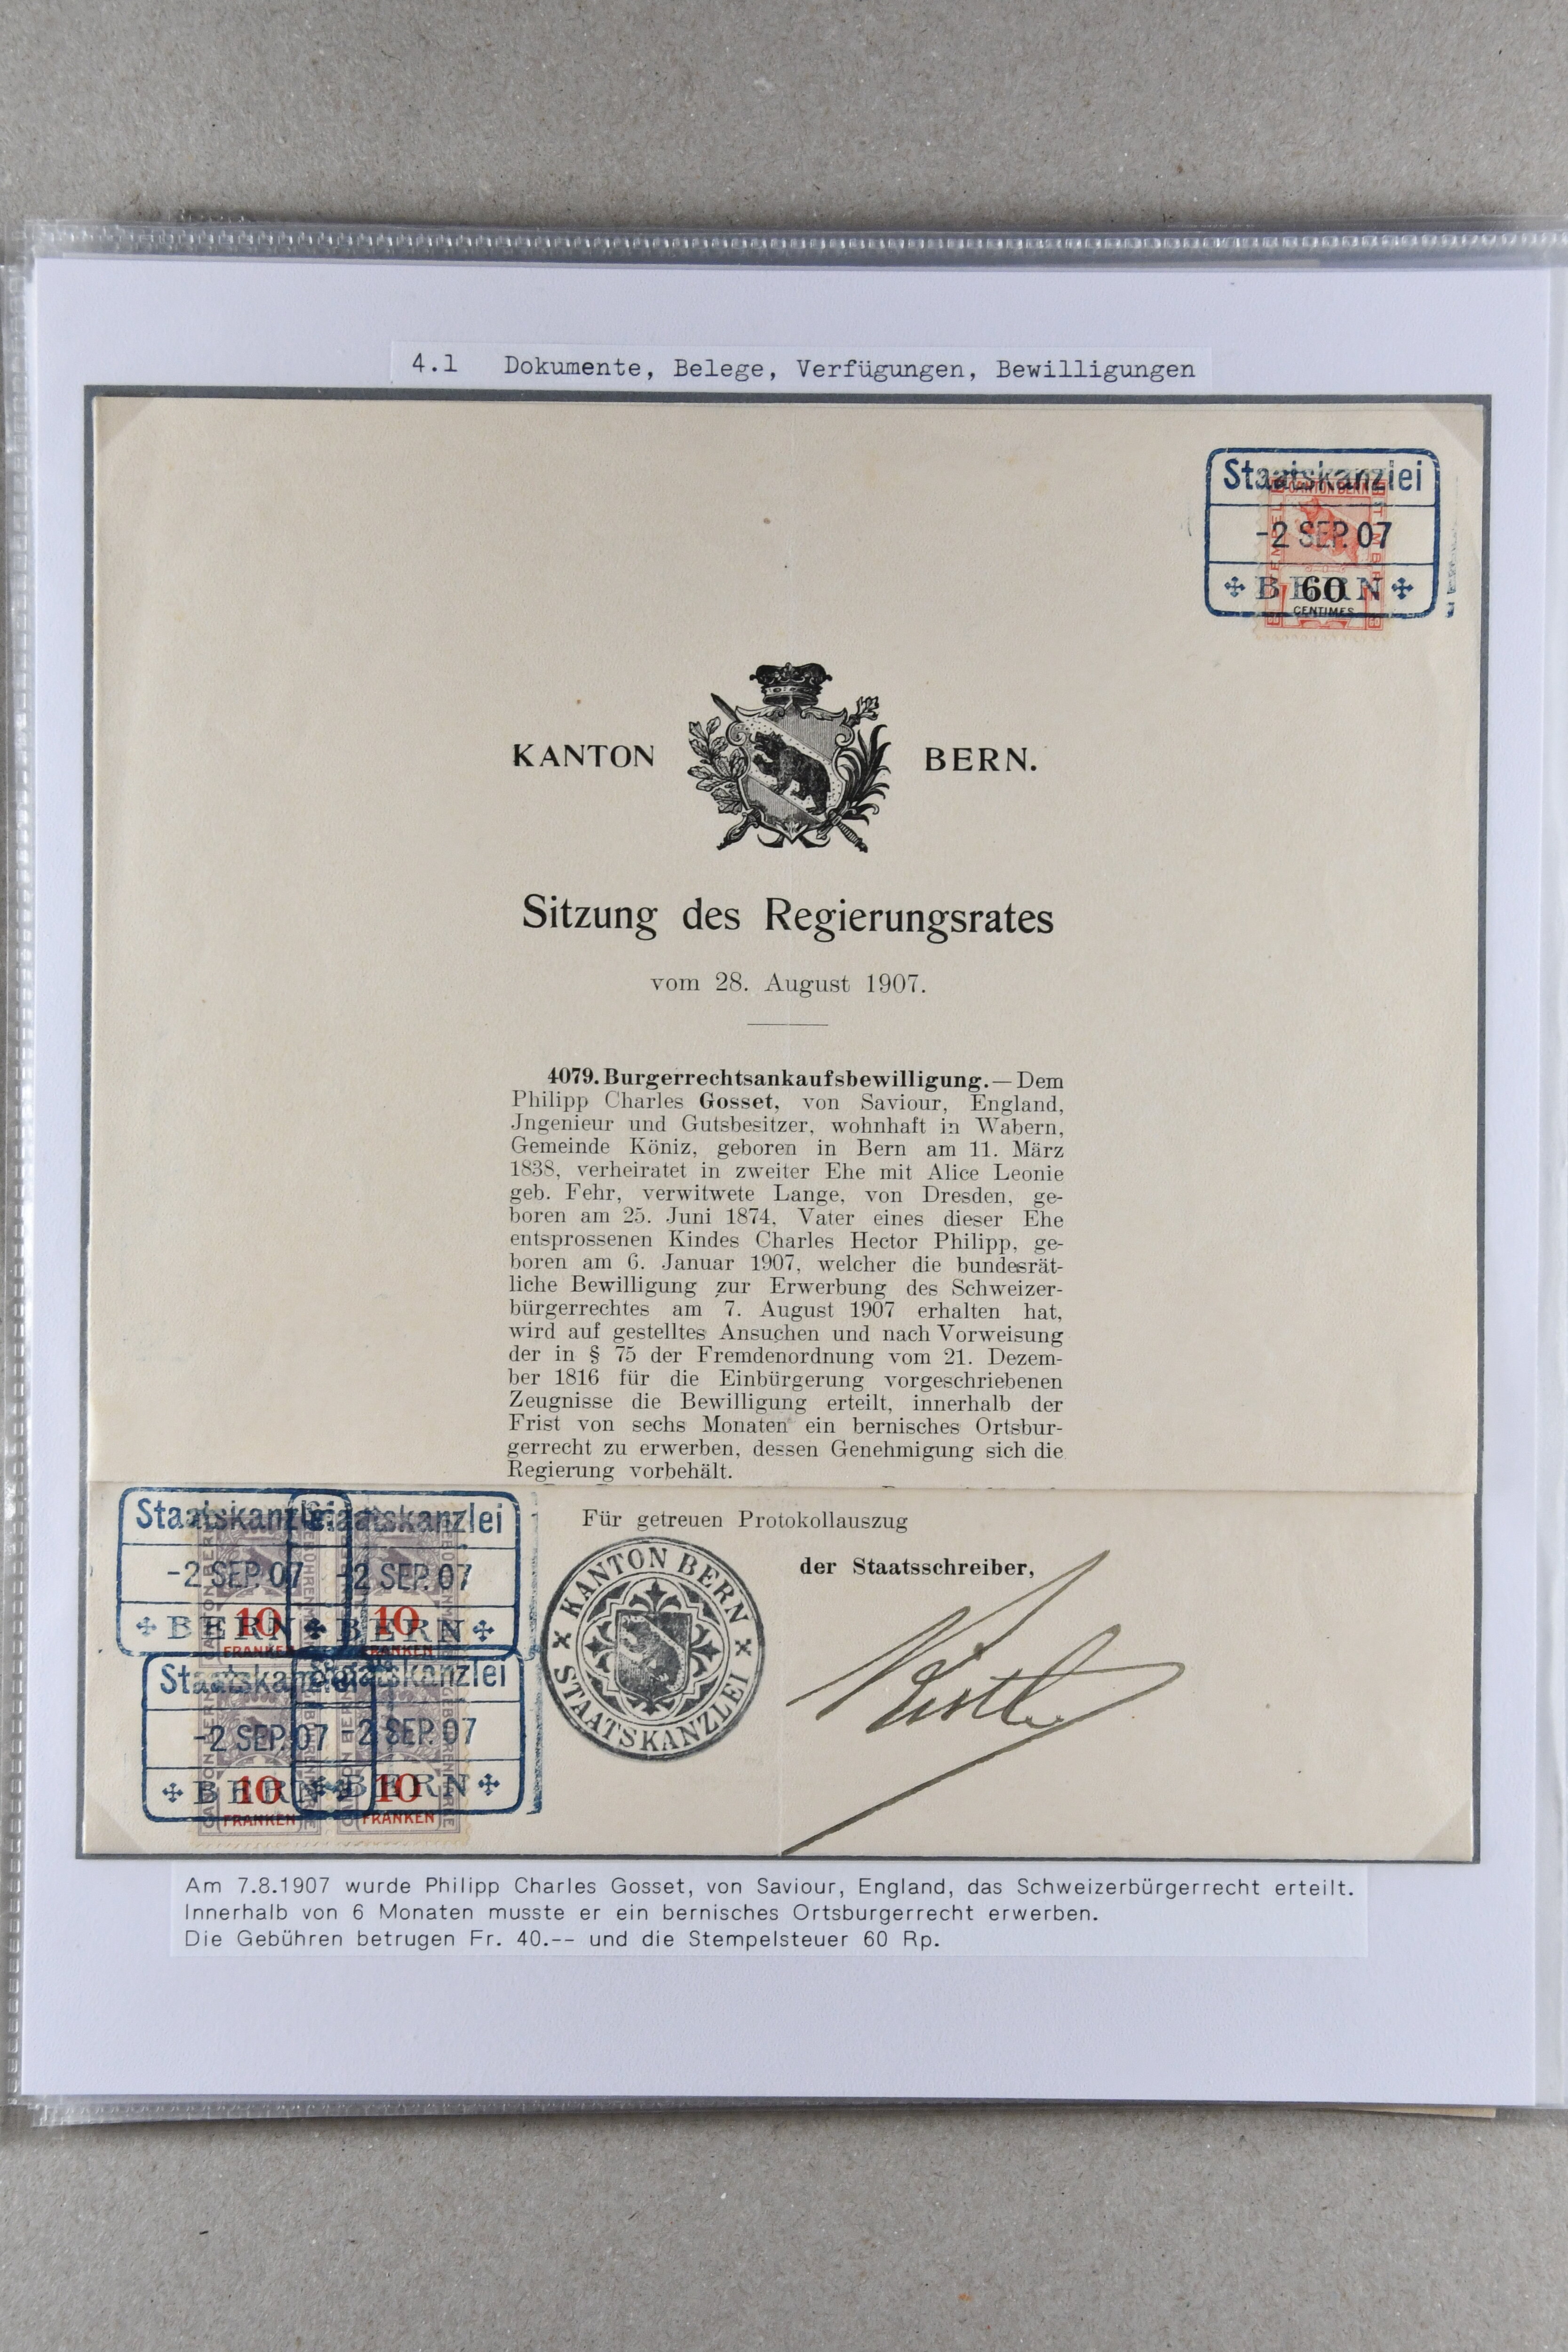 4.1 Dokumente, Belege, Verfügungen, Bewilligungen
Staatskanzlei
-2 SEP. 07
BERN
60
CENTIMES
KANTON BERN.
Sitzung des Regierungsrates
vom 28. August 1907.
4079. Burgerrechtsankaufsbewilligung. — Dem
Philipp Charles Gosset, von Saviour, England,
Jngenieur und Gutsbesitzer, wohnhaft in Wabern,
Gemeinde Köniz, geboren in Bern am 11. März
1838, verheiratet in zweiter Ehe mit Alice Leonie
geb. Fehr, verwitwete Lange, von Dresden, ge-
boren am 25. Juni 1874, Vater eines dieser Ehe
entsprossenen Kindes Charles Hector Philipp, ge-
boren am 6. Januar 1907, welcher die bundesrät-
liche Bewilligung zur Erwerbung des Schweizer-
bürgerrechtes am 7. August 1907 erhalten hat,
wird auf gestelltes Ansuchen und nach Vorweisung
der in § 75 der Fremdenordnung vom 21. Dezem-
ber 1816 für die Einbürgerung vorgeschriebenen
Zeugnisse die Bewilligung erteilt, innerhalb der
Frist von sechs Monaten ein bernisches Ortsbur-
gerrecht zu erwerben, dessen Genehmigung sich die
Regierung vorbehält.
Für getreuen Protokollauszug
der Staatsschreiber,
KANTON BERN
STAATSKANZLEI
Staatskanzlei Staatskanzlei
-2 SEP. 07 -2 SEP. 07
BERN BERN
10 10
FRANKEN FRANKEN
Staatskanzlei Staatskanzlei
-2 SEP. 07 -2 SEP. 07
BERN BERN
10 10
FRANKEN FRANKEN
Am 7.8.1907 wurde Philipp Charles Gosset, von Saviour, England, das Schweizerbürgerrecht erteilt.
Innerhalb von 6 Monaten musste er ein bernisches Ortsburgerrecht erwerben.
Die Gebühren betrugen Fr. 40.-- und die Stempelsteuer 60 Rp.